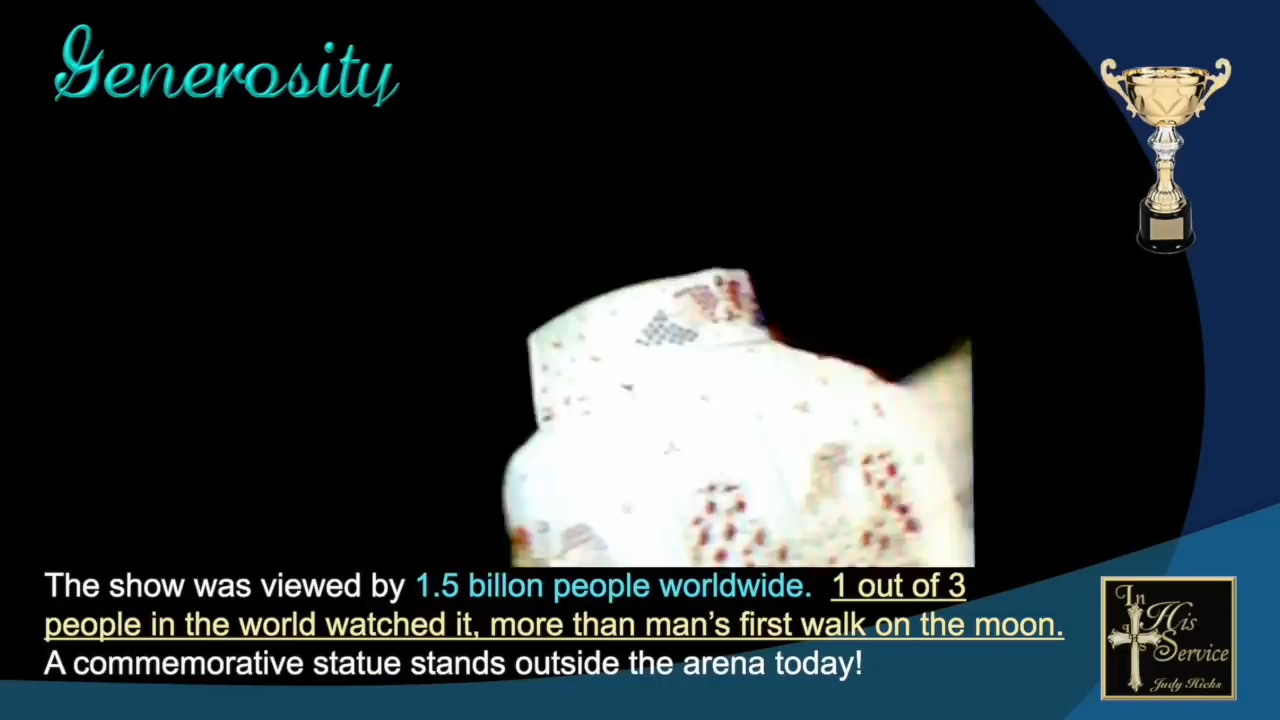 Generosity
The show was viewed by 1.5 billon people worldwide. 1 out of 3
people in the world watched it, more than man's first walk on the moon.
A commemorative statue stands outside the arena today!
In
His
Service
Judy Hicks